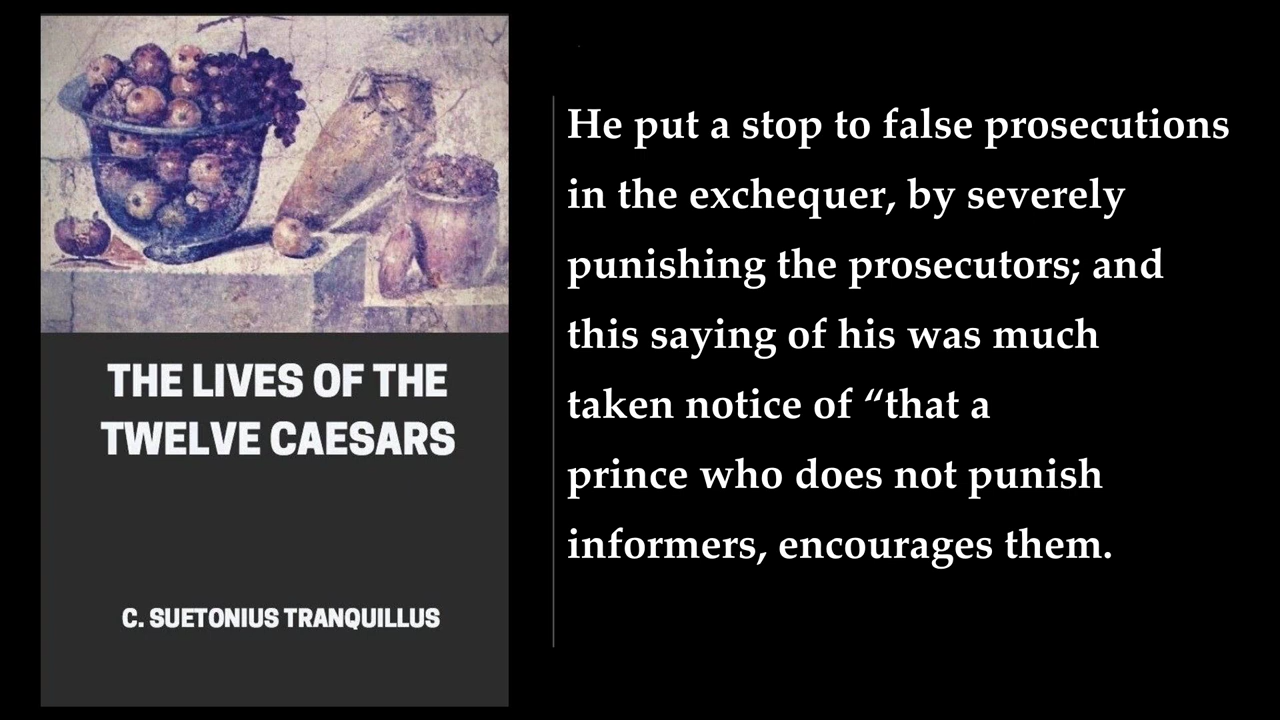 THE LIVES OF THE
TWELVE CAESARS
C. SUETONIUS TRANQUILLUS
He put a stop to false prosecutions
in the exchequer, by severely
punishing the prosecutors; and
this saying of his was much
taken notice of “that a
prince who does not punish
informers, encourages them.